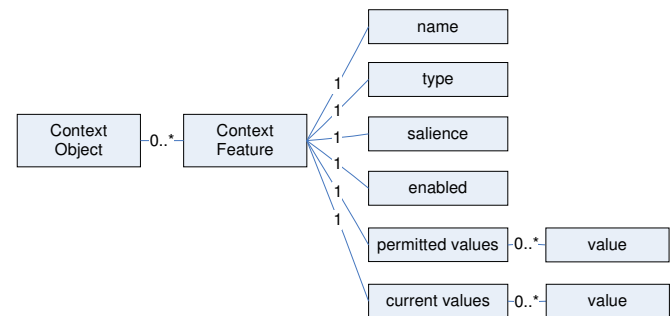 name
1
type
1
Context
Object
0..*
Context
Feature
1
salience
1
enabled
1
permitted values
0..*
value
1
current values
0..*
value